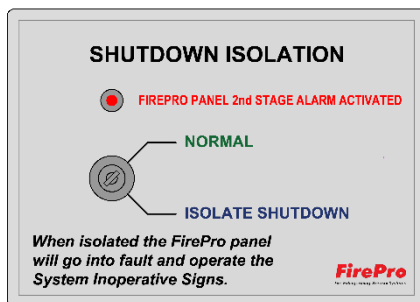 SHUTDOWN ISOLATION
FIREPRO PANEL 2nd STAGE ALARM ACTIVATED
NORMAL
ISOLATE SHUTDOWN
When isolated the FirePro panel
will go into fault and operate the
System Inoperative Signs.
FirePro